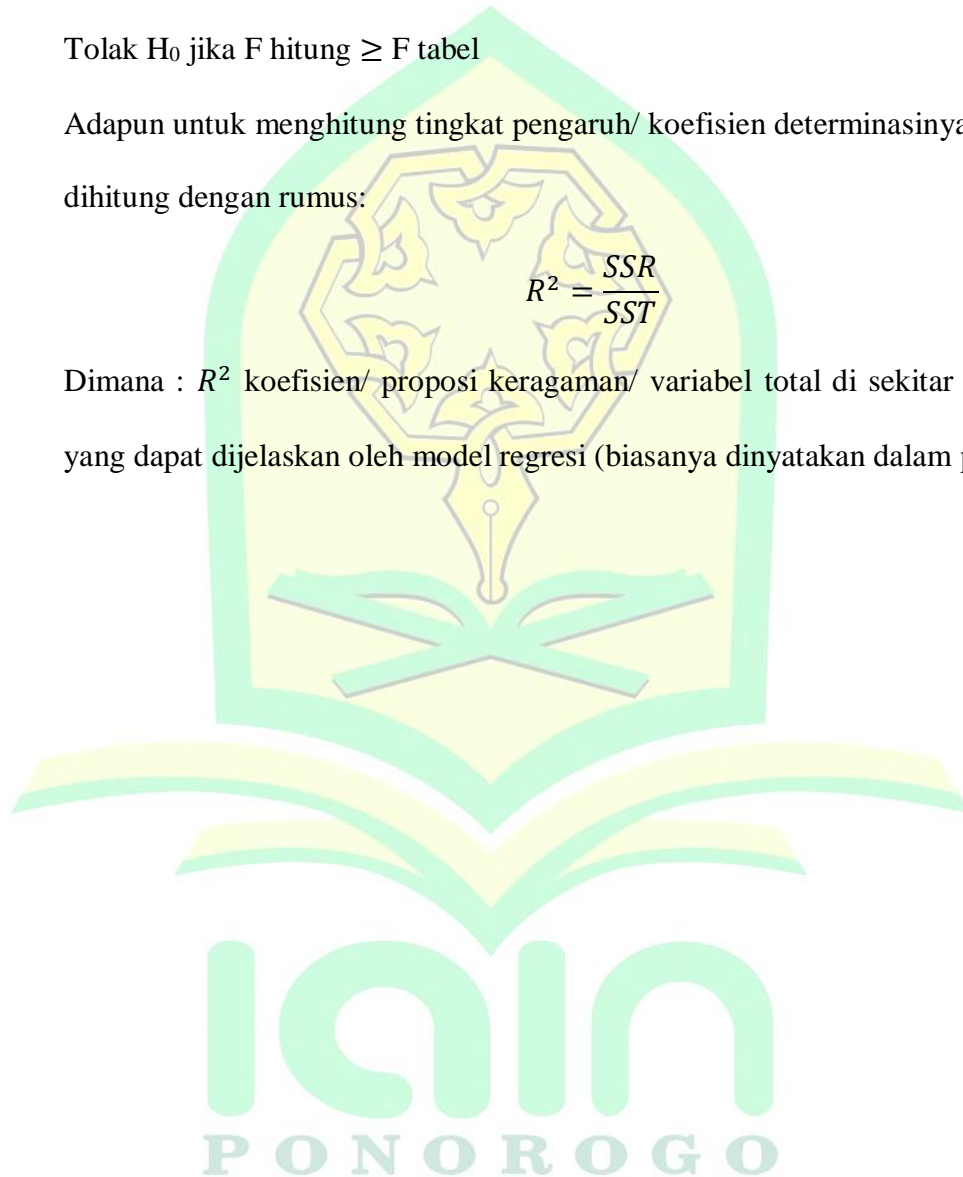 Tolak H₀ jika F hitung ≥ F tabel
Adapun untuk menghitung tingkat pengaruh/ koefisien determinasinya
dihitung dengan rumus:
R² = SSR/SST
Dimana : R² koefisien/ proposi keragaman/ variabel total di sekitar
yang dapat dijelaskan oleh model regresi (biasanya dinyatakan dalam
iain
PONOROGO